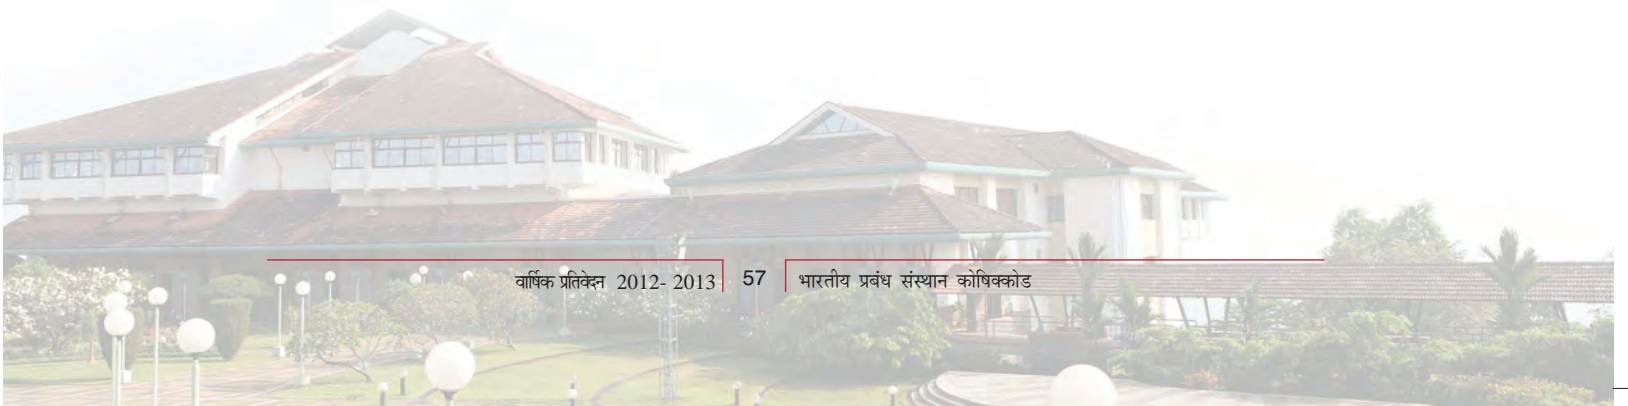 वार्षिक प्रतिवेदन 2012- 2013 57 भारतीय प्रबंध संस्थान कोषिक्कोड